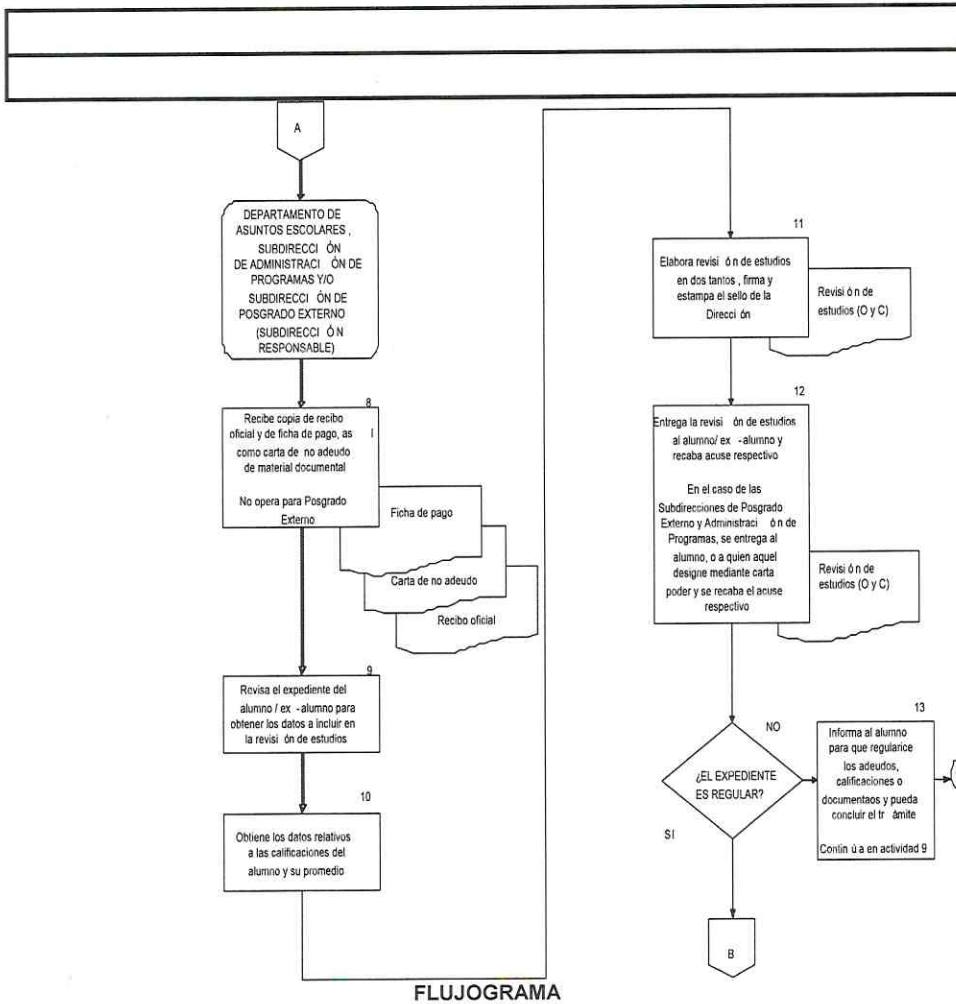 A
DEPARTAMENTO DE
ASUNTOS ESCOLARES ,
SUBDIRECCI ÓN
DE ADMINISTRACI ÓN DE
PROGRAMAS Y/O
SUBDIRECCI ÓN DE
POSGRADO EXTERNO
(SUBDIRECCI ÓN
RESPONSABLE)
8
Recibe copia de recibo
oficial y de ficha de pago, as í
como carta de no adeudo
de material documental
No opera para Posgrado
Externo
Ficha de pago
Carta de no adeudo
Recibo oficial
9
Revisa el expediente del
alumno / ex -alumno para
obtener los datos a incluir en
la revisi ón de estudios
10
Obtiene los datos relativos
a las calificaciones del
alumno y su promedio
11
Elabora revisi ón de estudios
en dos tantos , firma y
estampa el sello de la
Direcci ón
Revisi ó n de
estudios (O y C)
12
Entrega la revisi ón de estudios
al alumno/ ex -alumno y
recaba acuse respectivo
En el caso de las
Subdirecciones de Posgrado
Externo y Administraci ón de
Programas, se entrega al
alumno, o a quien aquel
designe mediante carta
poder y se recaba el acuse
respectivo
Revisi ó n de
estudios (O y C)
¿EL EXPEDIENTE
ES REGULAR?
NO
SI
13
Informa al alumno
para que regularice
los adeudos,
calificaciones o
documentaos y pueda
concluir el tr ámite
Contin ú a en actividad 9
B
FLUJOGRAMA